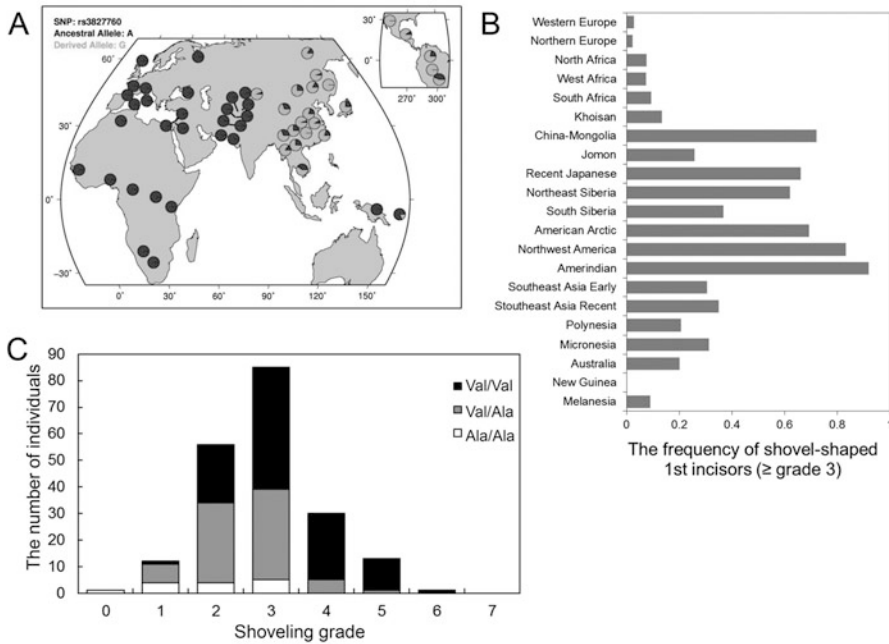 A
SNP: rs3827760
Ancestral Allele: A
Derived Allele: G
60˚
30˚
0˚
−30˚
0˚ 30˚ 60˚ 90˚ 120˚ 150˚
30˚
0˚
270˚ 300˚
B
Western Europe
Northern Europe
North Africa
West Africa
South Africa
Khoisan
China-Mongolia
Jomon
Recent Japanese
Northeast Siberia
South Siberia
American Arctic
Northwest America
Amerindian
Southeast Asia Early
Stoutheast Asia Recent
Polynesia
Micronesia
Australia
New Guinea
Melanesia
0 0.2 0.4 0.6 0.8 1
The frequency of shovel-shaped
1st incisors (≥ grade 3)
C
The number of individuals
90
80
70
60
50
40
30
20
10
0
Val/Val
Val/Ala
Ala/Ala
0 1 2 3 4 5 6 7
Shoveling grade